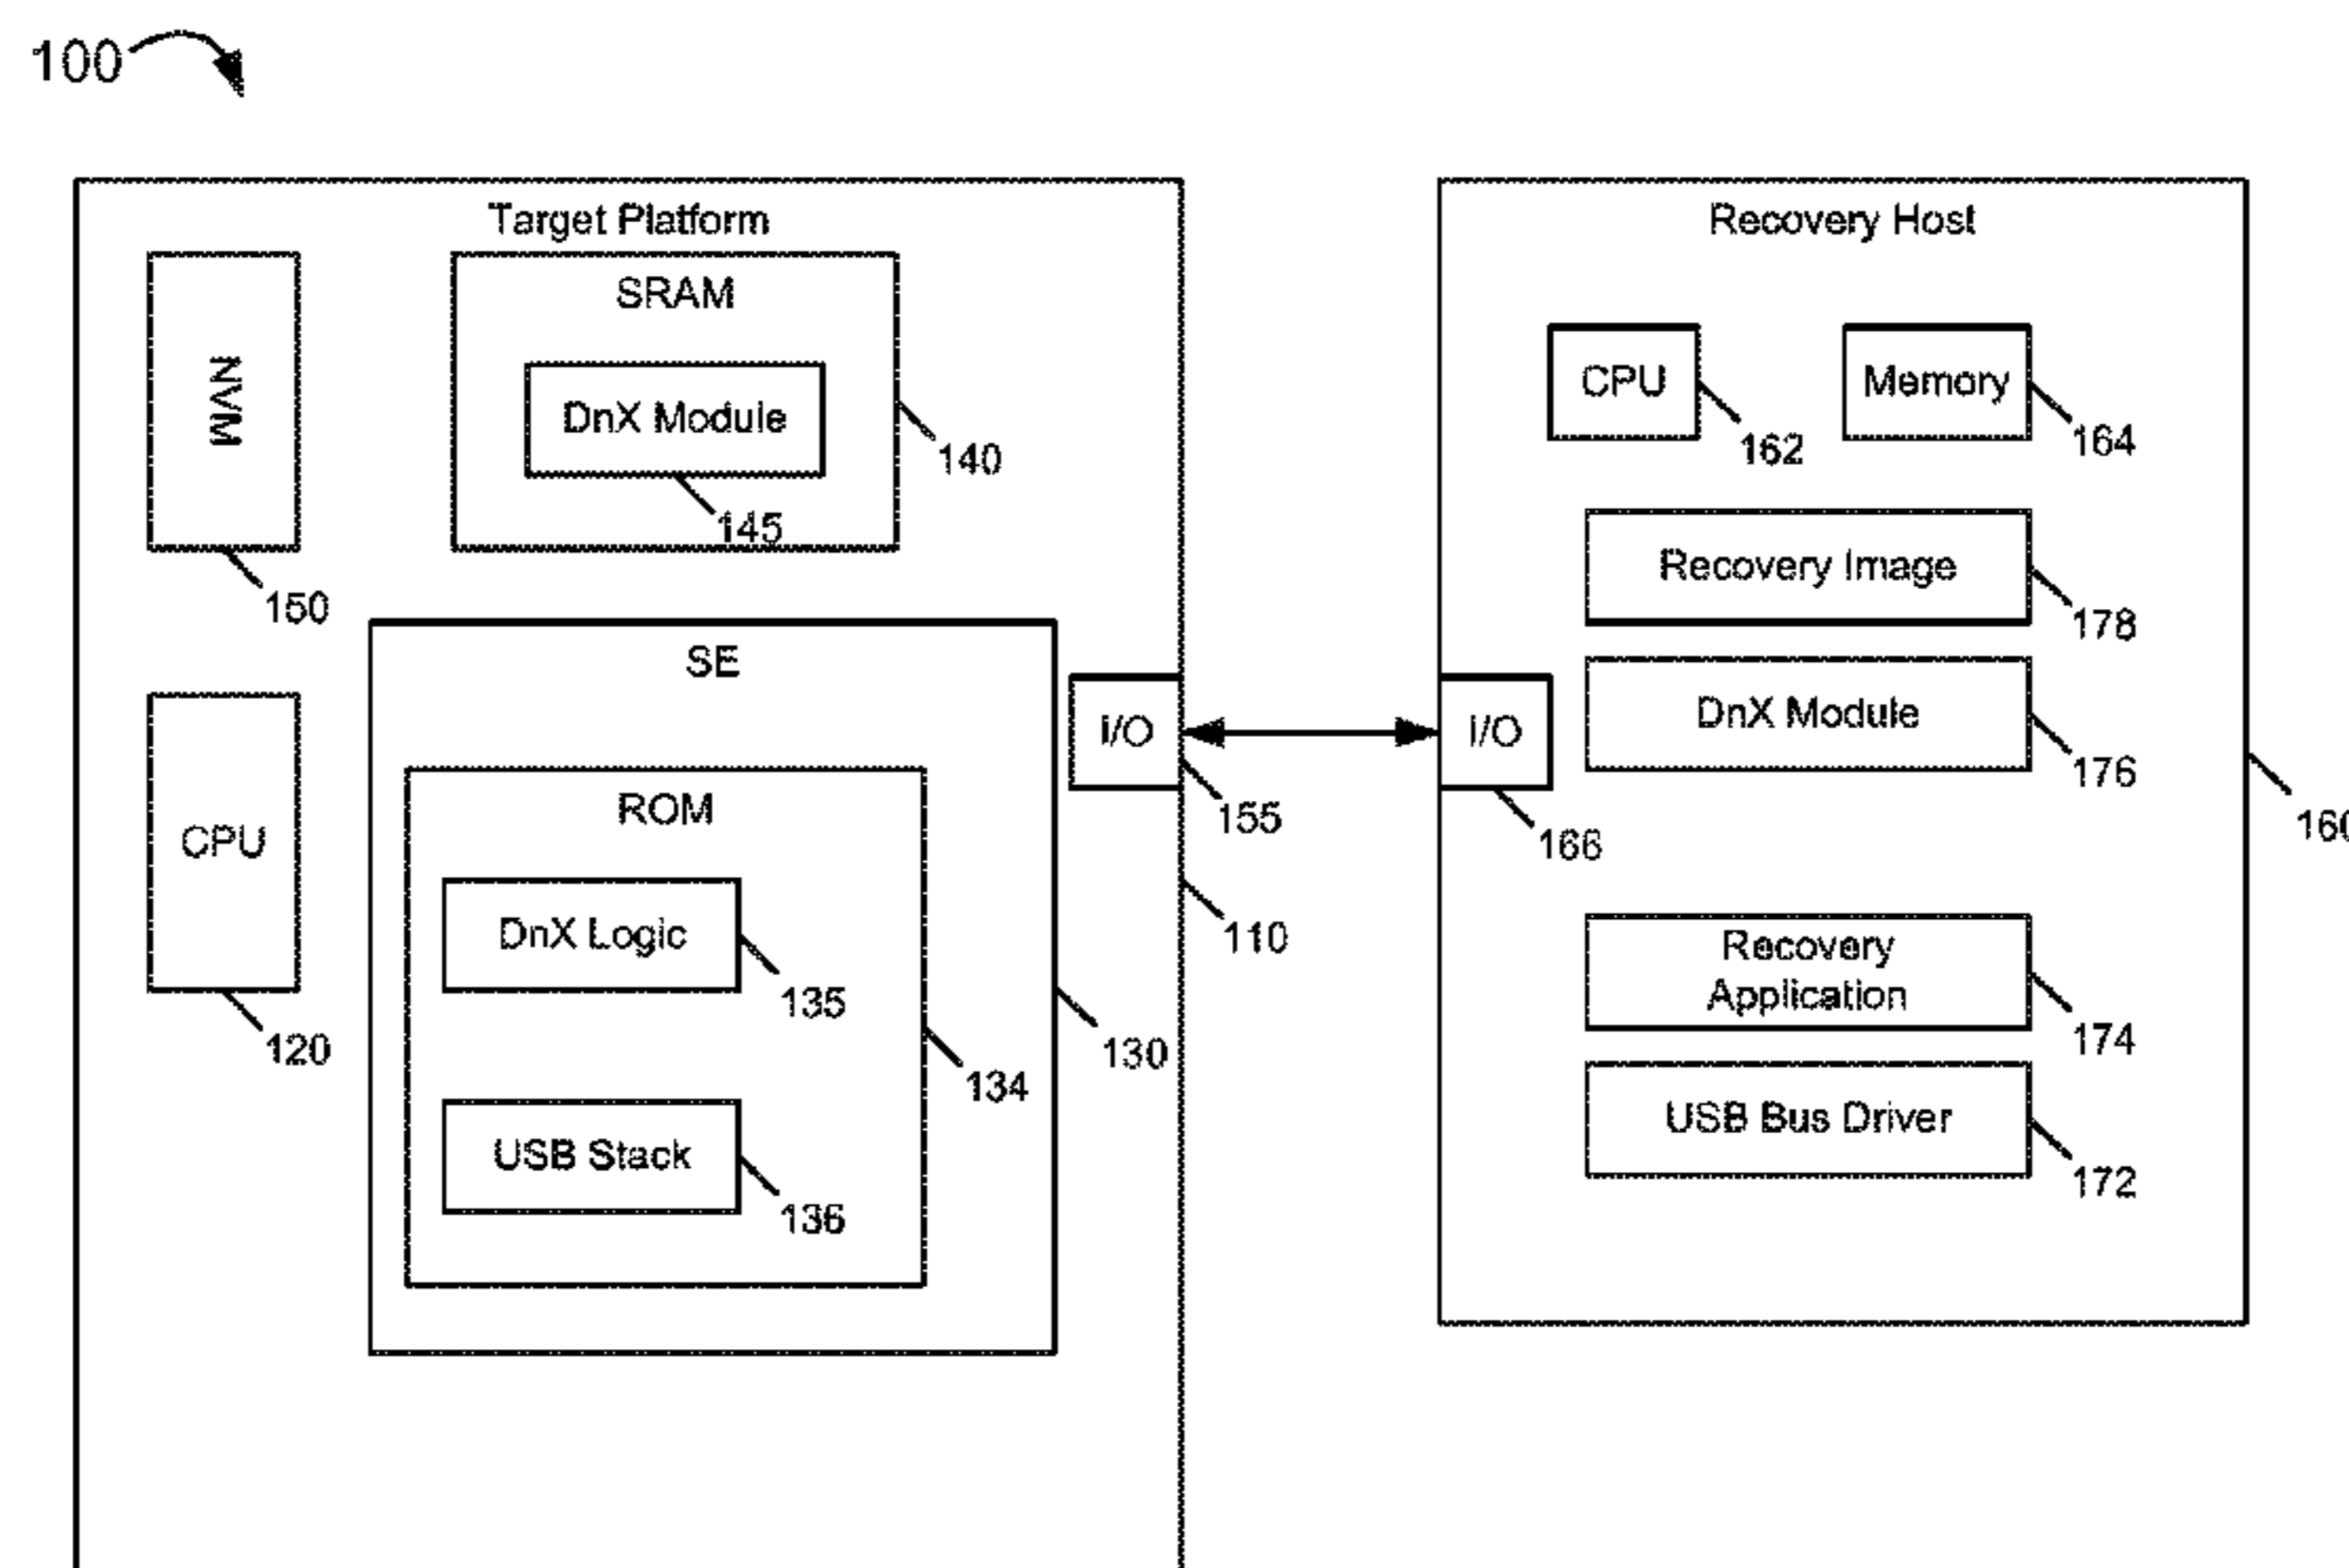 100
Target Platform
NVM
150
SRAM
DnX Module
145
140
CPU
120
SE
ROM
DnX Logic
135
USB Stack
136
134
130
I/O
155
110
Recovery Host
CPU
162
Memory
164
Recovery Image
178
DnX Module
176
I/O
166
160
Recovery
Application
174
USB Bus Driver
172